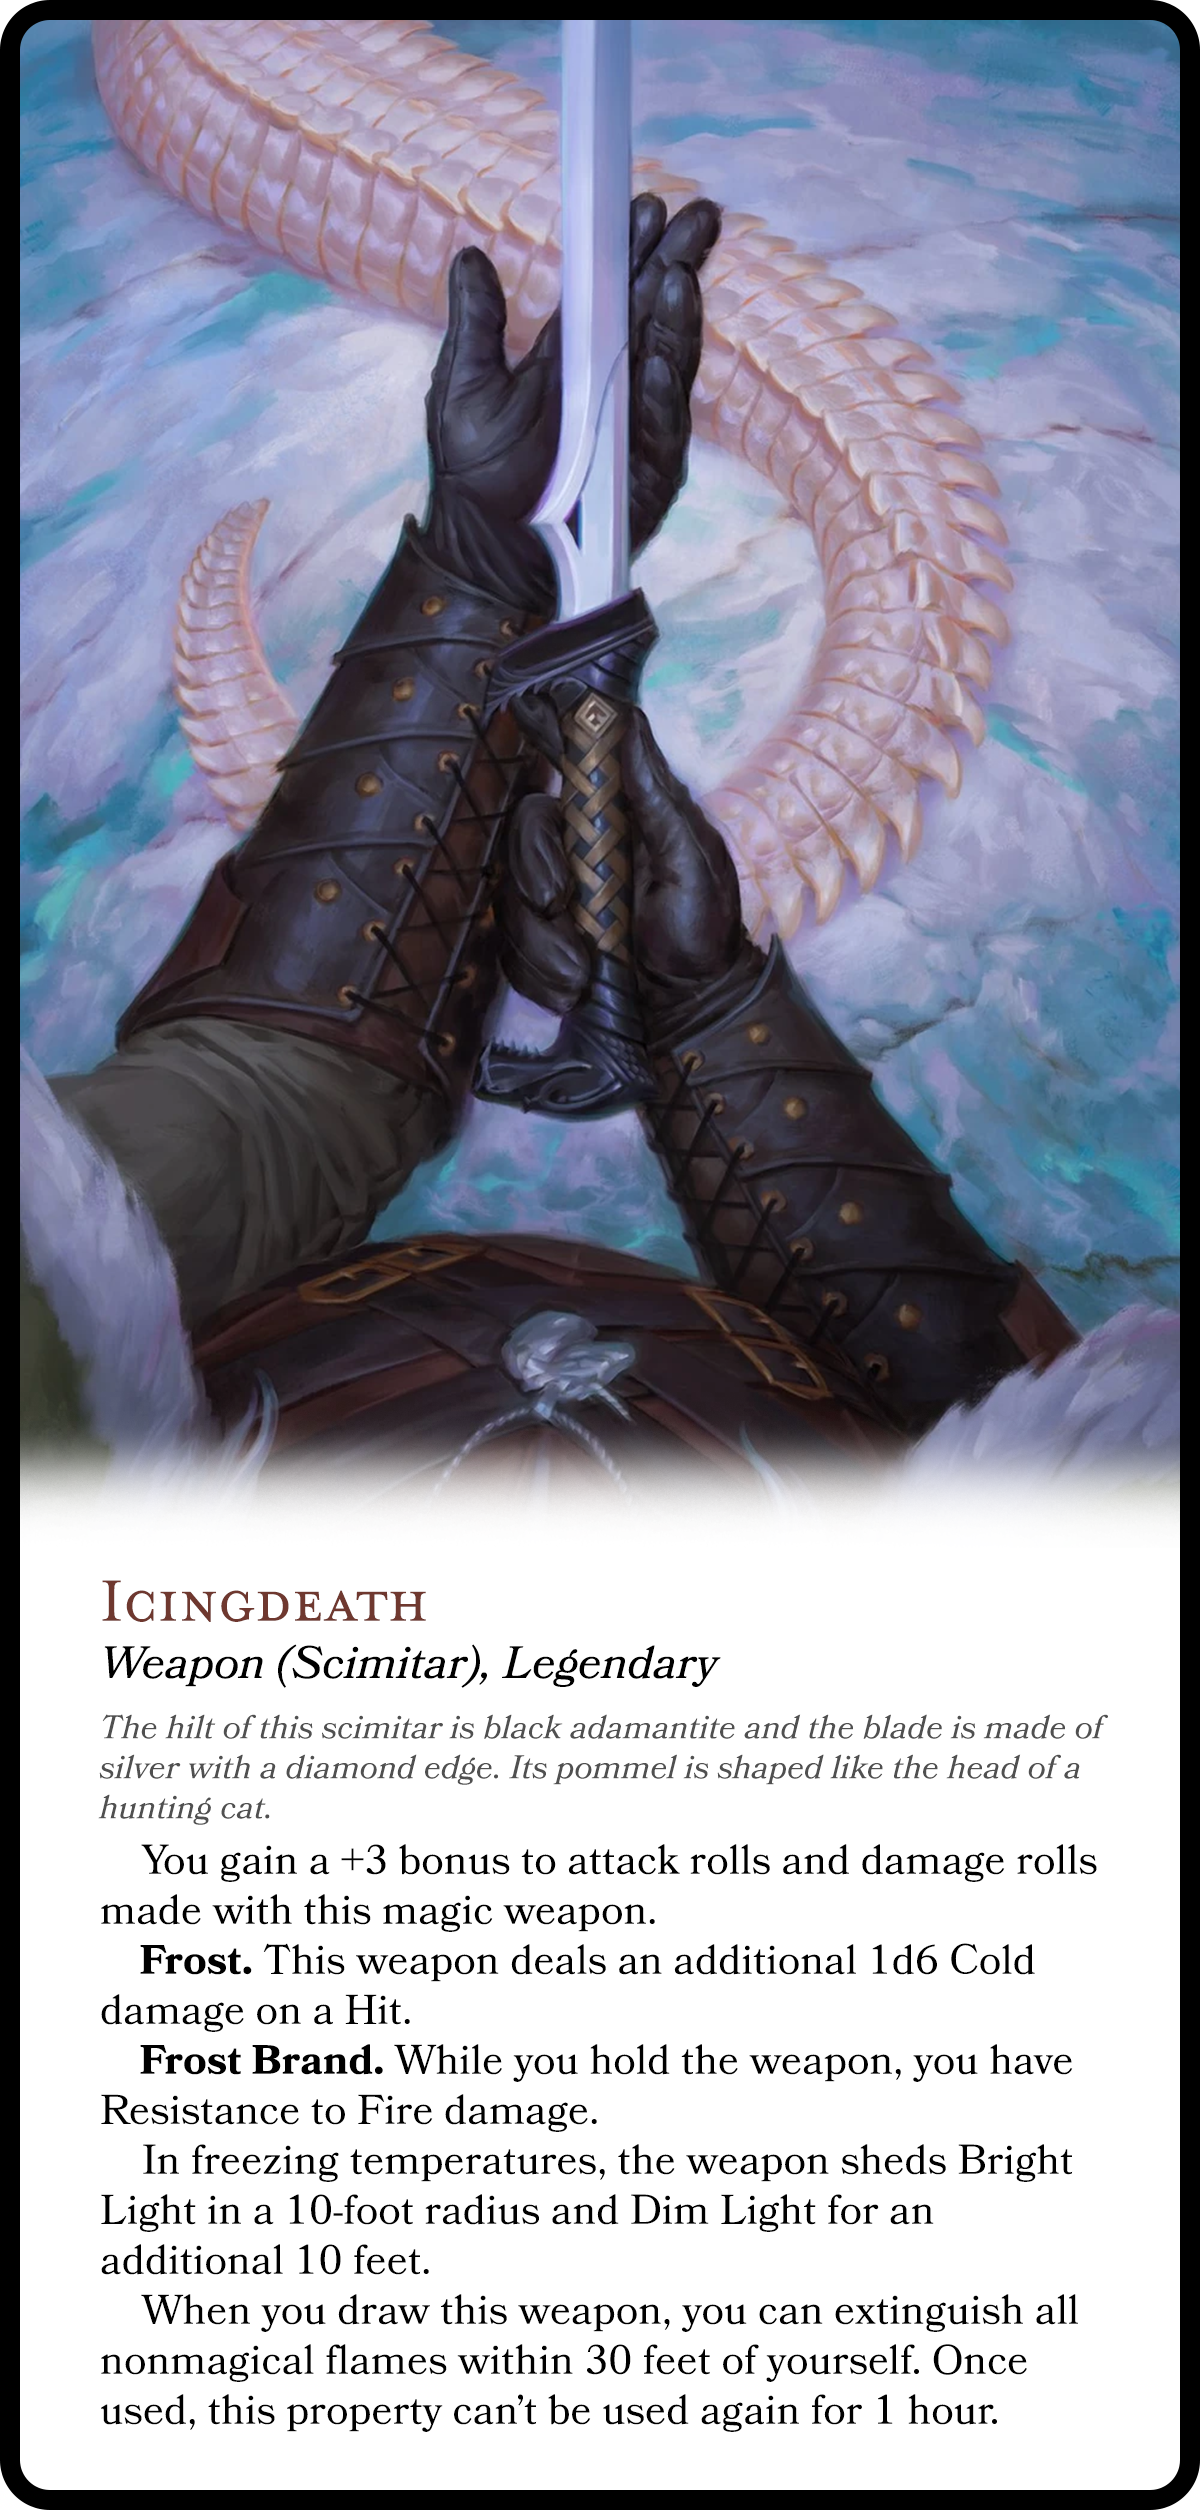 Icingdeath
Weapon (Scimitar), Legendary
The hilt of this scimitar is black adamantite and the blade is made of
silver with a diamond edge. Its pommel is shaped like the head of a
hunting cat.
You gain a +3 bonus to attack rolls and damage rolls
made with this magic weapon.
Frost. This weapon deals an additional 1d6 Cold
damage on a Hit.
Frost Brand. While you hold the weapon, you have
Resistance to Fire damage.
In freezing temperatures, the weapon sheds Bright
Light in a 10-foot radius and Dim Light for an
additional 10 feet.
When you draw this weapon, you can extinguish all
nonmagical flames within 30 feet of yourself. Once
used, this property can’t be used again for 1 hour.